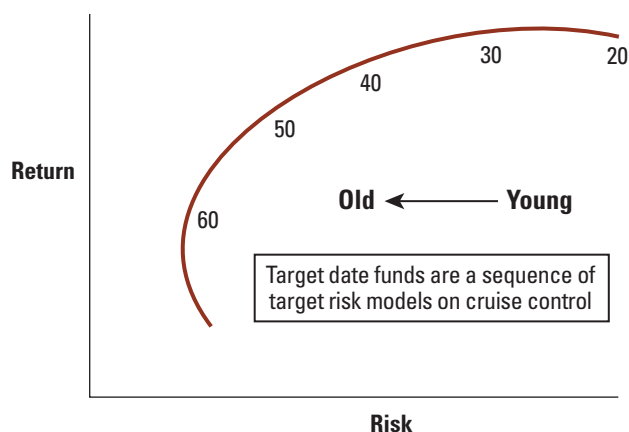 30
20
40
50
Return
Old
Young
60
Target date funds are a sequence of
target risk models on cruise control
Risk